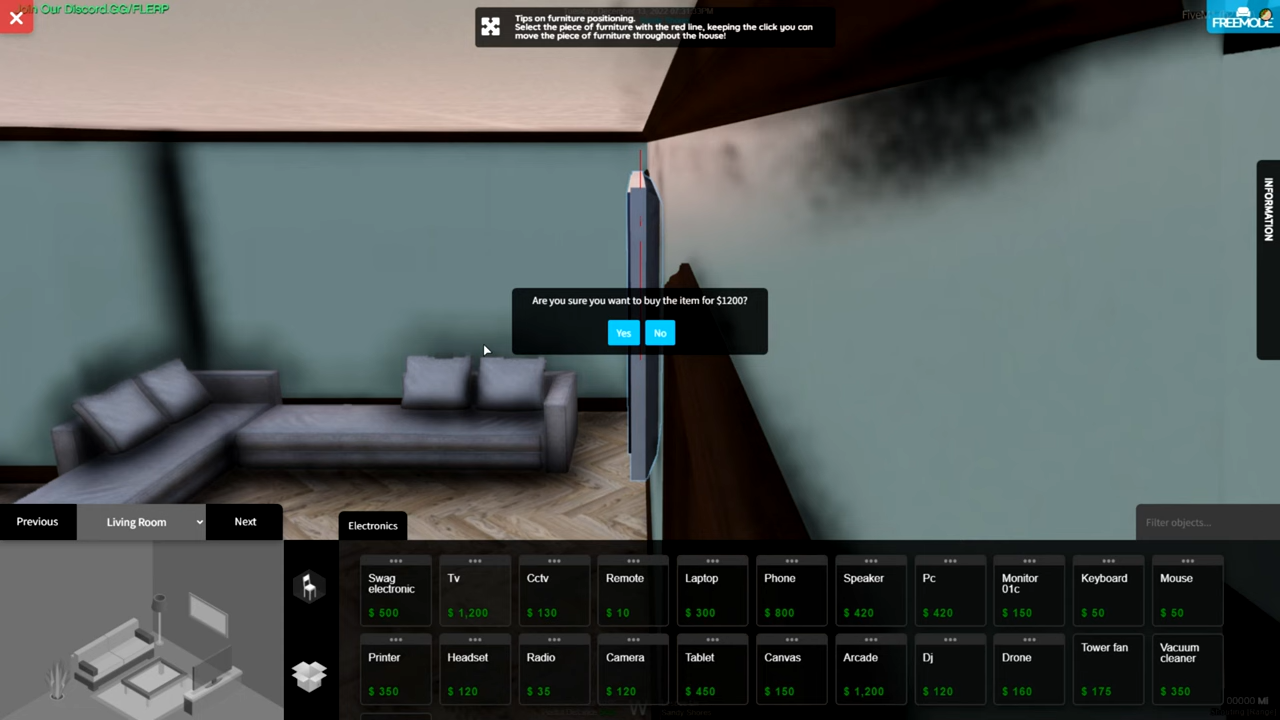 Join Our Discord.GG/FLERP
Tips on furniture positioning.
Select the piece of furniture with the red line, keeping the click you can
move the piece of furniture throughout the house!
FREEMODE
INFORMATION
Are you sure you want to buy the item for $1200?
Yes No
Previous Living Room Next
Electronics
Filter objects...
Swag electronic
$ 500
Tv
$ 1,200
Cctv
$ 130
Remote
$ 10
Laptop
$ 300
Phone
$ 800
Speaker
$ 420
Pc
$ 420
Monitor 01c
$ 150
Keyboard
$ 50
Mouse
$ 50
Printer
$ 350
Headset
$ 120
Radio
$ 35
Camera
$ 120
Tablet
$ 450
Canvas
$ 150
Arcade
$ 1,200
Dj
$ 120
Drone
$ 160
Tower fan
$ 175
Vacuum cleaner
$ 350